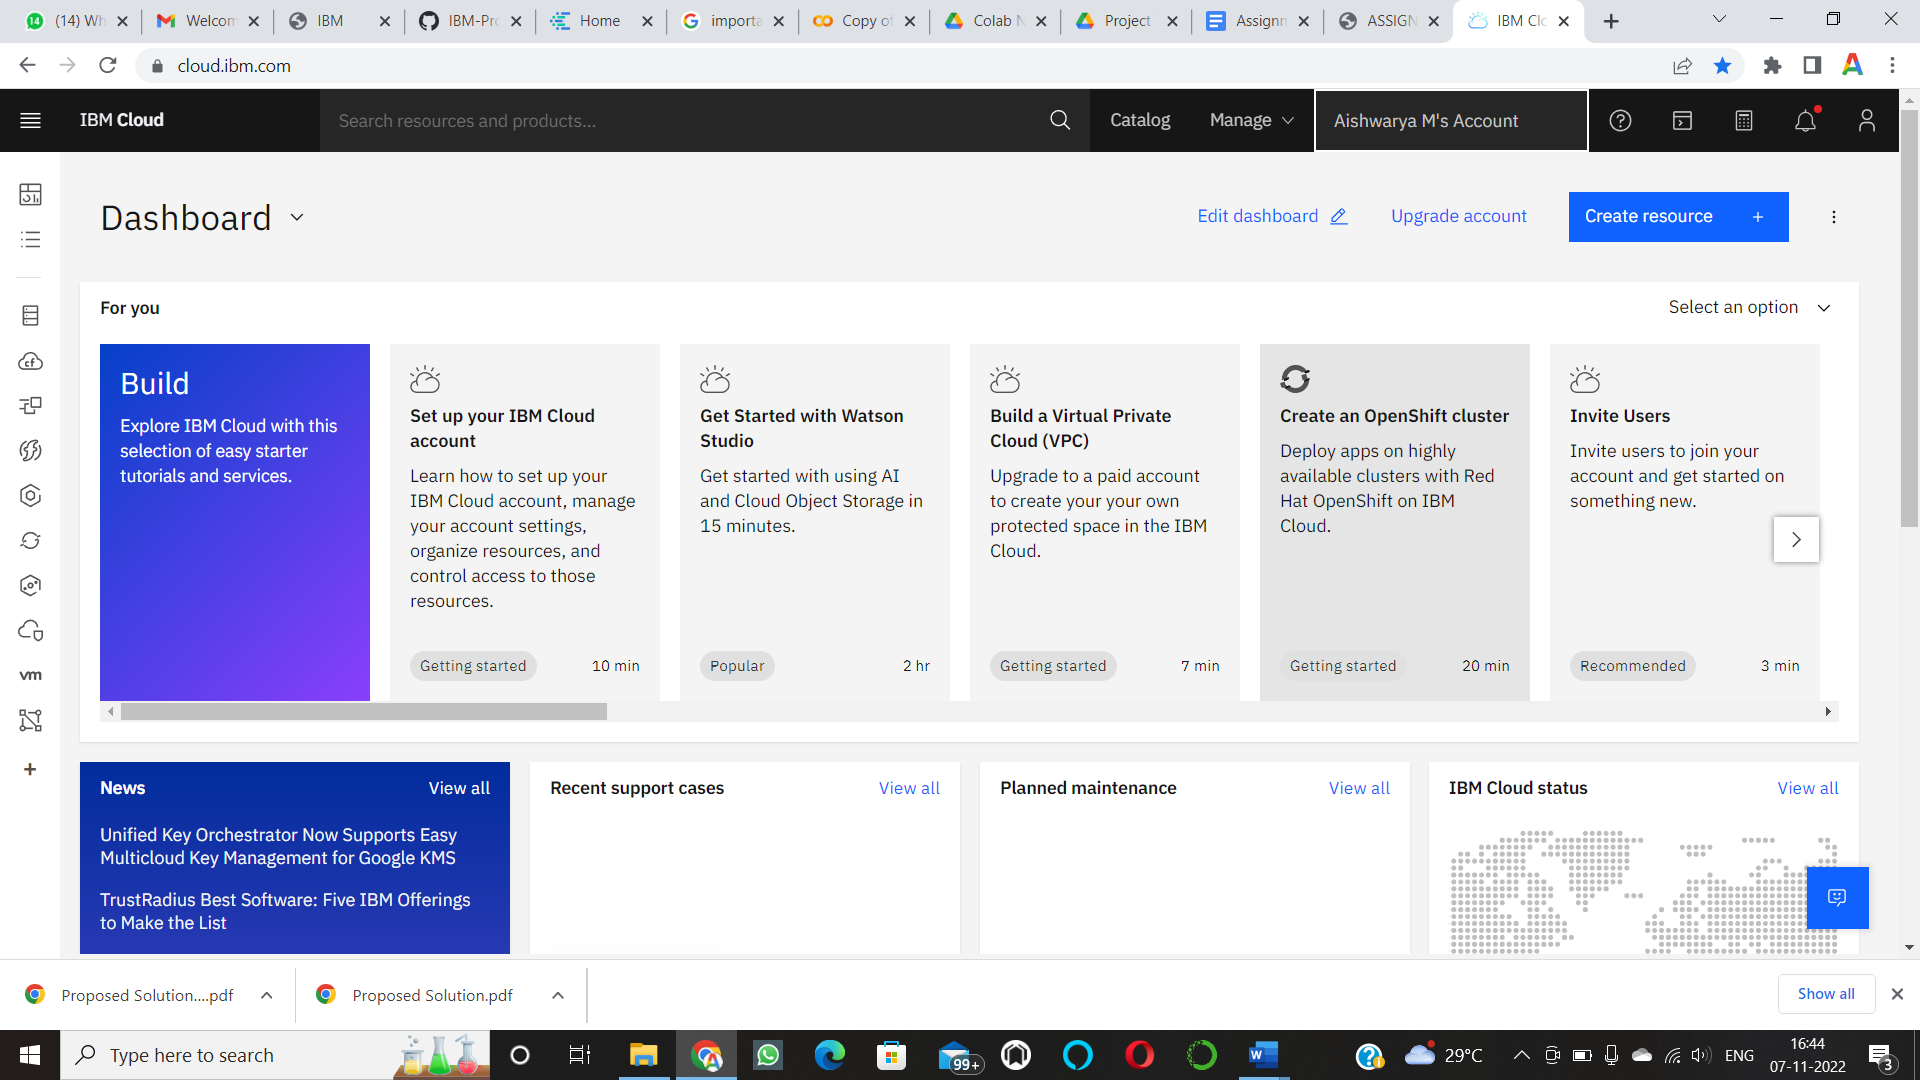 (14) Wh
Welcom
IBM
IBM-Pro
Home
importa
Copy of
Colab N
Project
Assignm
ASSIGN
IBM Clo
cloud.ibm.com
IBM Cloud
Search resources and products...
Catalog
Manage
Aishwarya M's Account
Dashboard
Edit dashboard
Upgrade account
Create resource +
For you
Select an option
Build
Explore IBM Cloud with this
selection of easy starter
tutorials and services.
Set up your IBM Cloud
account
Learn how to set up your
IBM Cloud account, manage
your account settings,
organize resources, and
control access to those
resources.
Getting started
10 min
Get Started with Watson
Studio
Get started with using AI
and Cloud Object Storage in
15 minutes.
Popular
2 hr
Build a Virtual Private
Cloud (VPC)
Upgrade to a paid account
to create your your own
protected space in the IBM
Cloud.
Getting started
7 min
Create an OpenShift cluster
Deploy apps on highly
available clusters with Red
Hat OpenShift on IBM
Cloud.
Getting started
20 min
Invite Users
Invite users to join your
account and get started on
something new.
Recommended
3 min
vm
News
View all
Unified Key Orchestrator Now Supports Easy
Multicloud Key Management for Google KMS
TrustRadius Best Software: Five IBM Offerings
to Make the List
Recent support cases
View all
Planned maintenance
View all
IBM Cloud status
View all
Proposed Solution....pdf
Proposed Solution.pdf
Show all
Type here to search
99+
29°C
ENG
16:44
07-11-2022
3